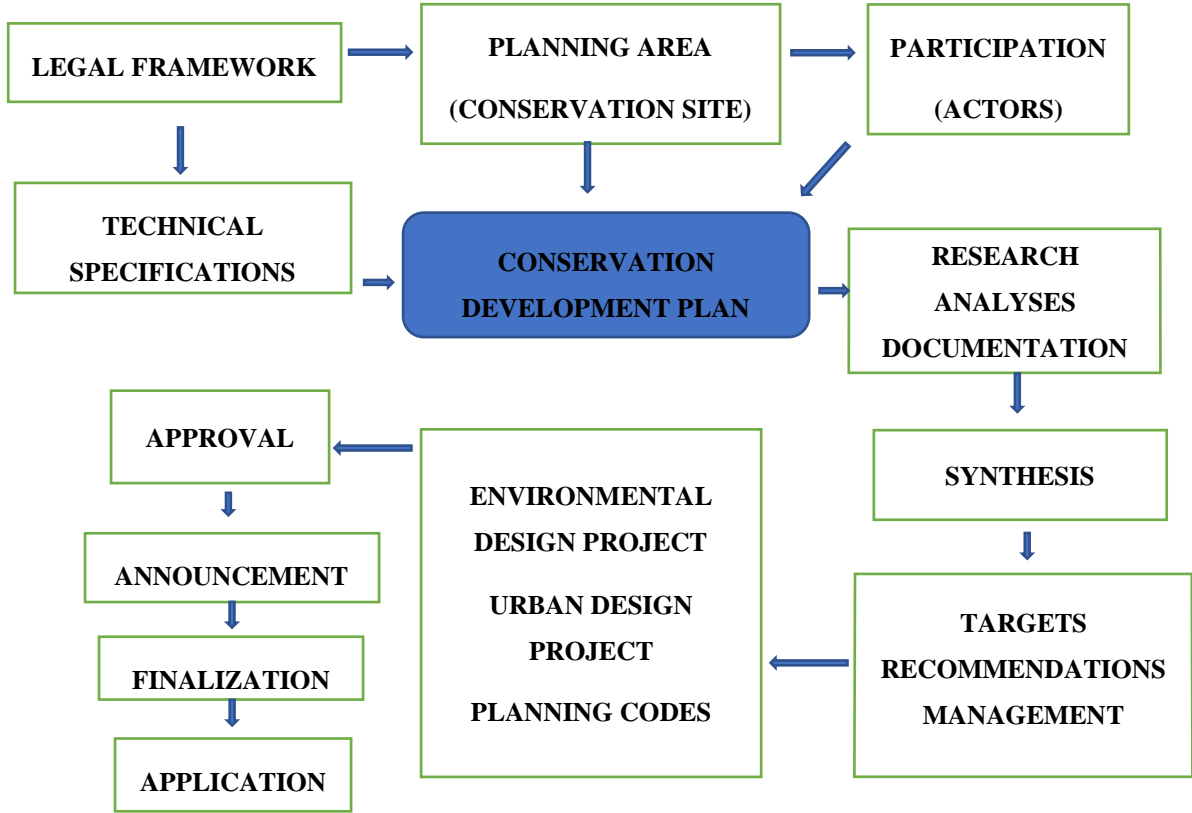 LEGAL FRAMEWORK
PLANNING AREA
(CONSERVATION SITE)
PARTICIPATION
(ACTORS)
TECHNICAL
SPECIFICATIONS
CONSERVATION
DEVELOPMENT PLAN
RESEARCH
ANALYSES
DOCUMENTATION
SYNTHESIS
TARGETS
RECOMMENDATIONS
MANAGEMENT
ENVIRONMENTAL
DESIGN PROJECT
URBAN DESIGN
PROJECT
PLANNING CODES
APPROVAL
ANNOUNCEMENT
FINALIZATION
APPLICATION